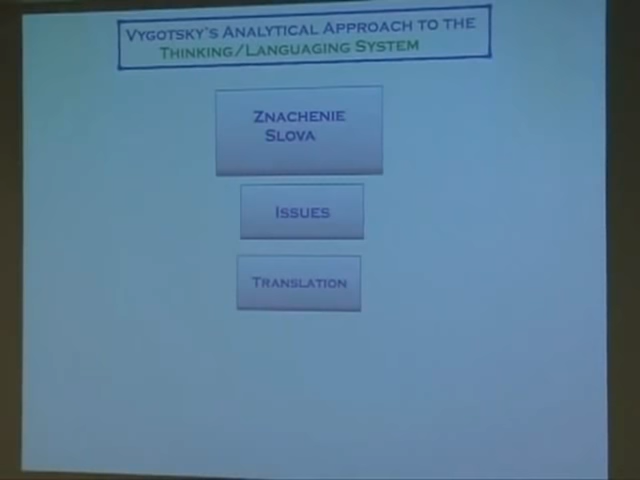 Vygotsky's Analytical Approach to the
Thinking/Languaging System
Znachenie
Slova
Issues
Translation